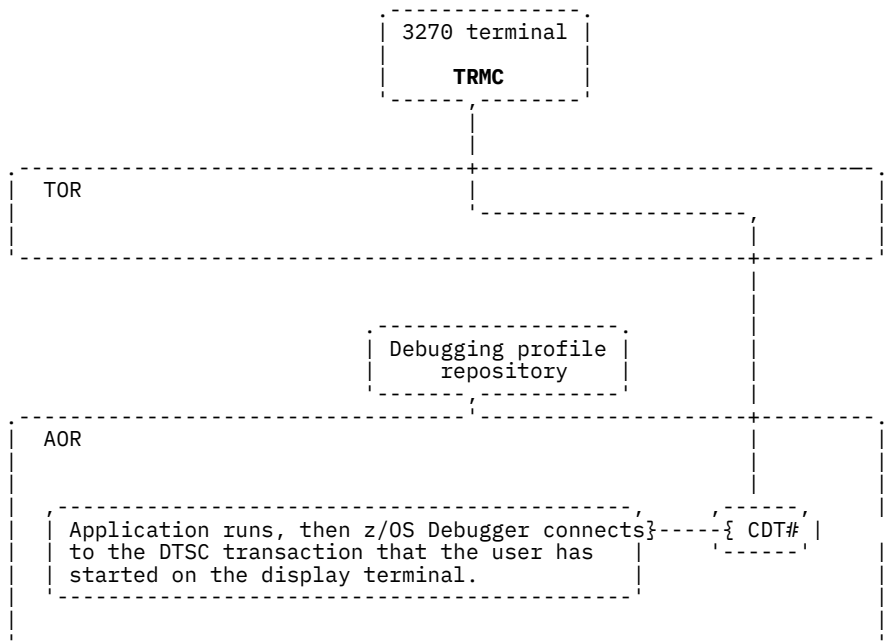 3270 terminal
TRMC
TOR
Debugging profile
repository
AOR
Application runs, then z/OS Debugger connects
CDT#
to the DTSC transaction that the user has
started on the display terminal.